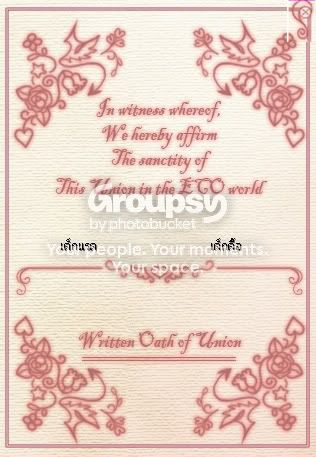 In witness whereof,
We hereby affirm
The sanctity of
This Union in the ECO world
Groupsy
by photobucket
เด็กแรด เด็กดื้อ
Your people. Your moments.
Your space.
Written Oath of Union